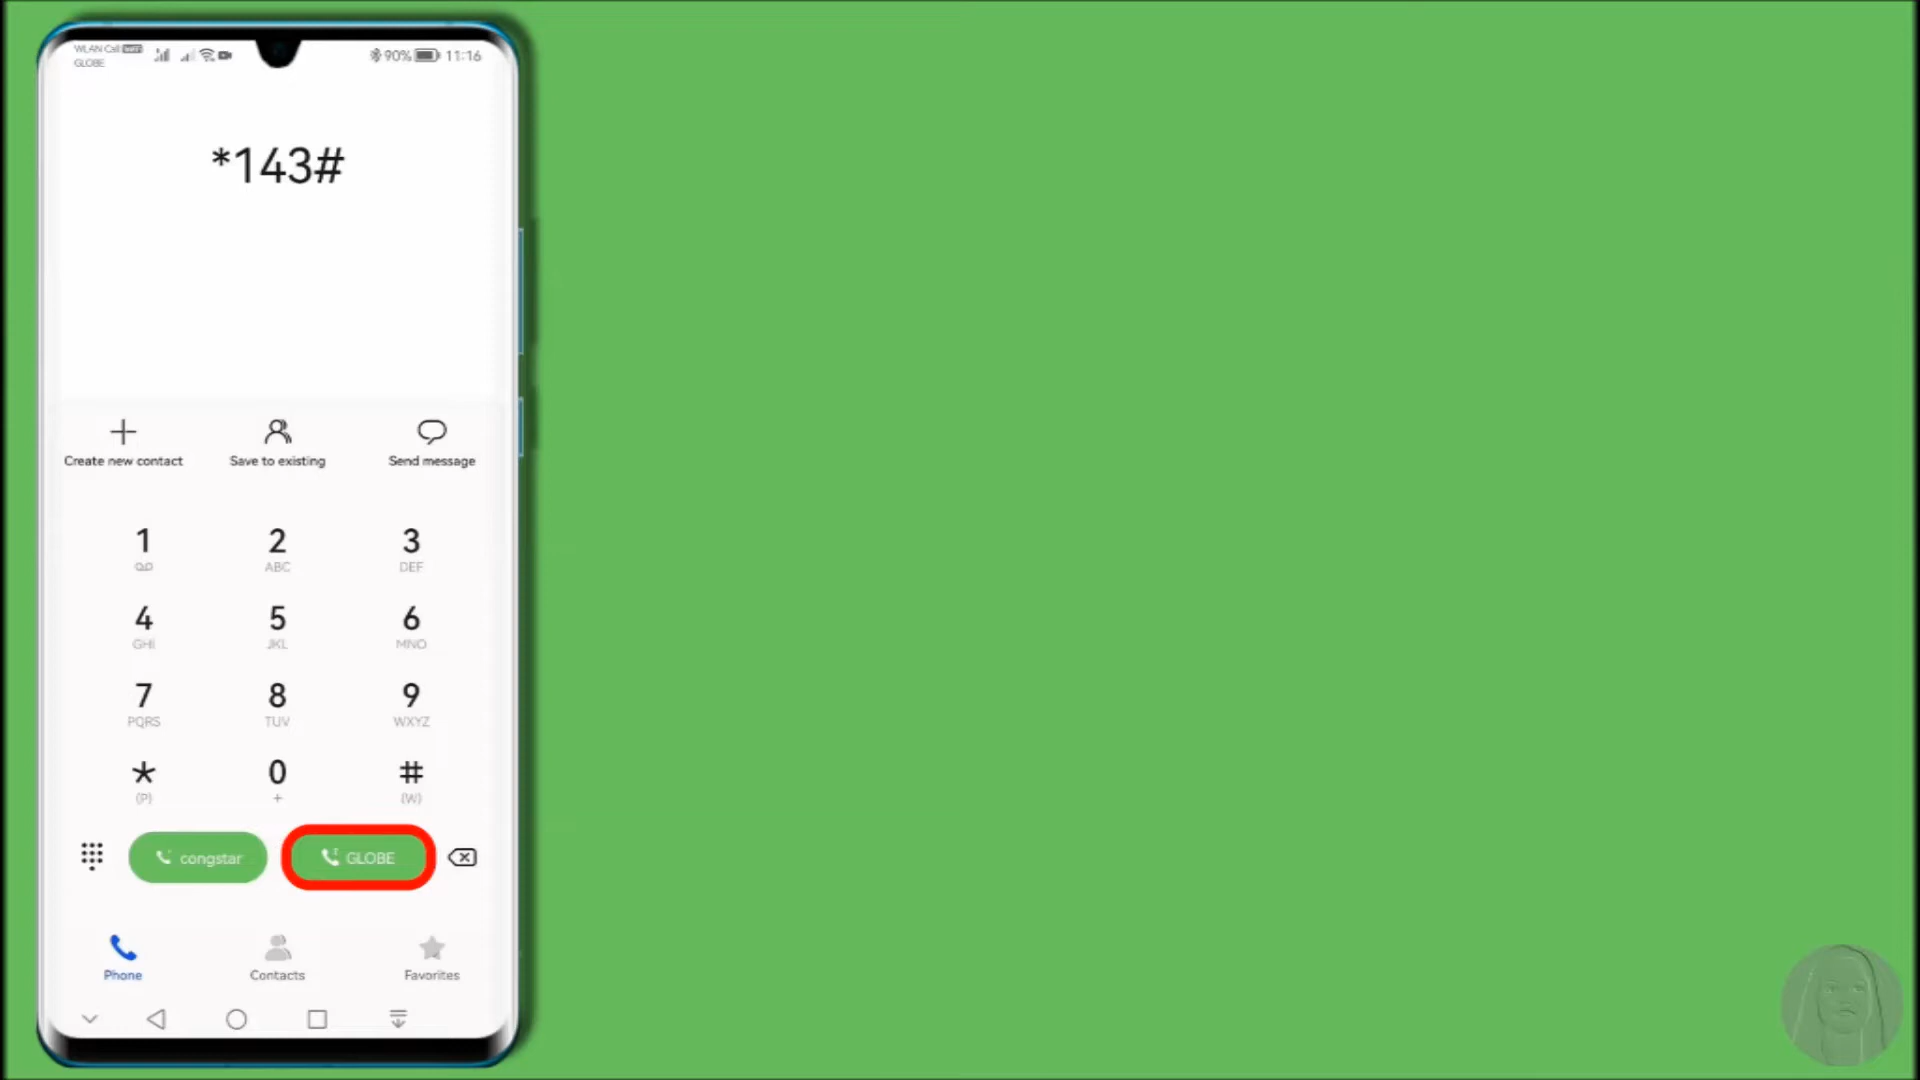 WLAN Call WiFi
GLOBE
90% 11:16
*143#
Create new contact Save to existing Send message
1 2 3
ABC DEF
4 5 6
GHI JKL MNO
7 8 9
PQRS TUV WXYZ
* 0 #
(P) + (W)
congstar GLOBE
Phone Contacts Favorites